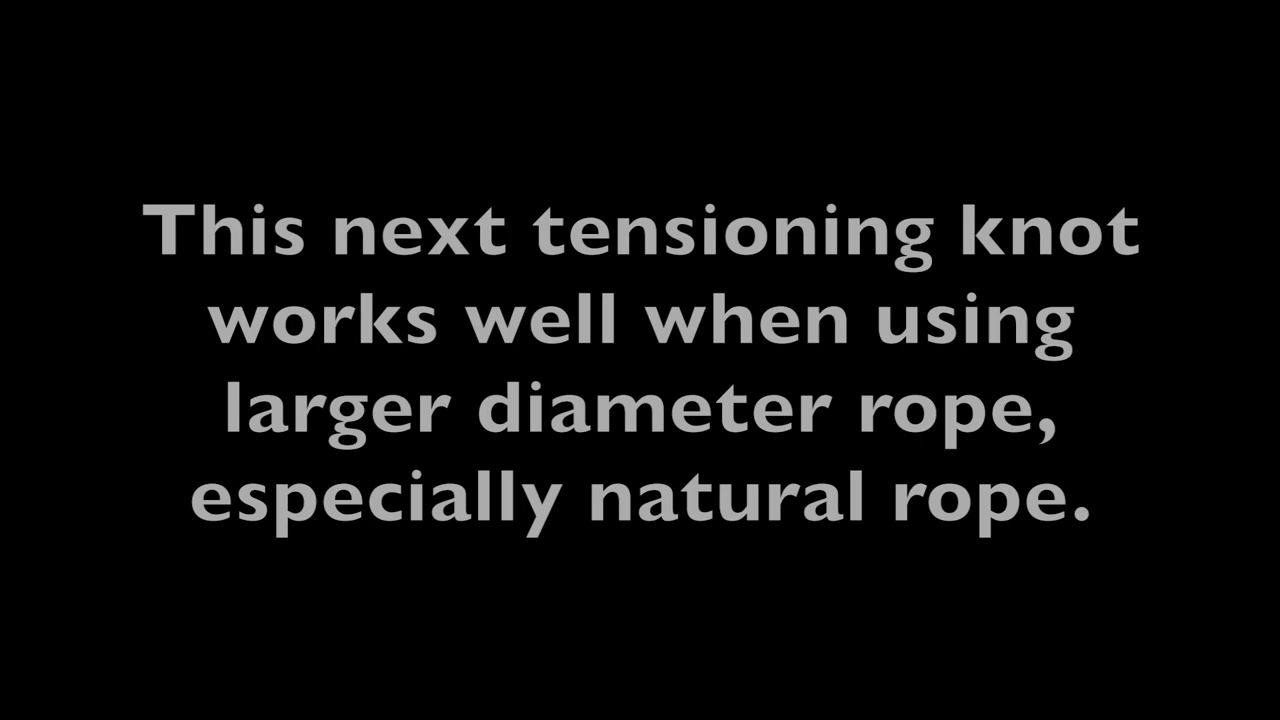 This next tensioning knot
works well when using
larger diameter rope,
especially natural rope.